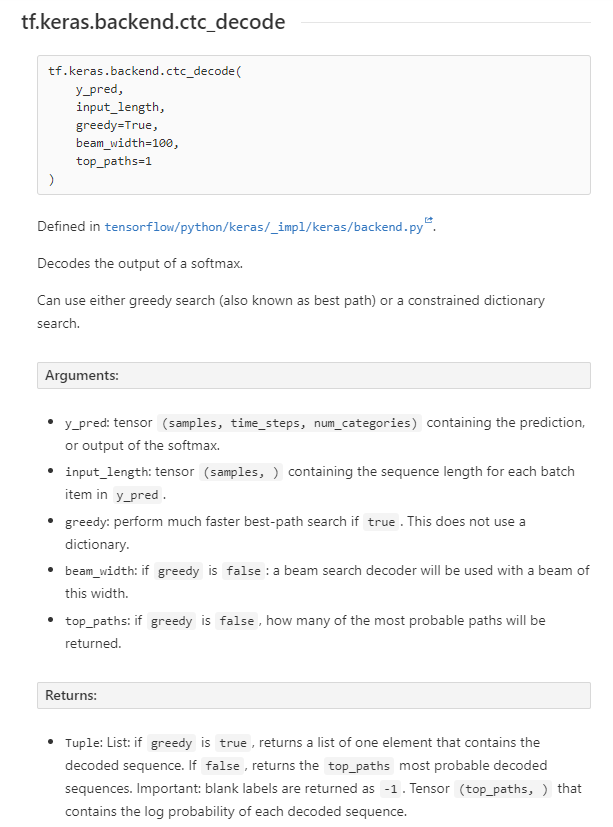 tf.keras.backend.ctc_decode
tf.keras.backend.ctc_decode(
    y_pred,
    input_length,
    greedy=True,
    beam_width=100,
    top_paths=1
)
Defined in tensorflow/python/keras/_impl/keras/backend.py.
Decodes the output of a softmax.
Can use either greedy search (also known as best path) or a constrained dictionary
search.
Arguments:
• y_pred: tensor (samples, time_steps, num_categories) containing the prediction,
or output of the softmax.
• input_length: tensor (samples, ) containing the sequence length for each batch
item in y_pred.
• greedy: perform much faster best-path search if true. This does not use a
dictionary.
• beam_width: if greedy is false: a beam search decoder will be used with a beam of
this width.
• top_paths: if greedy is false, how many of the most probable paths will be
returned.
Returns:
• Tuple: List: if greedy is true, returns a list of one element that contains the
decoded sequence. If false, returns the top_paths most probable decoded
sequences. Important: blank labels are returned as -1. Tensor (top_paths, ) that
contains the log probability of each decoded sequence.